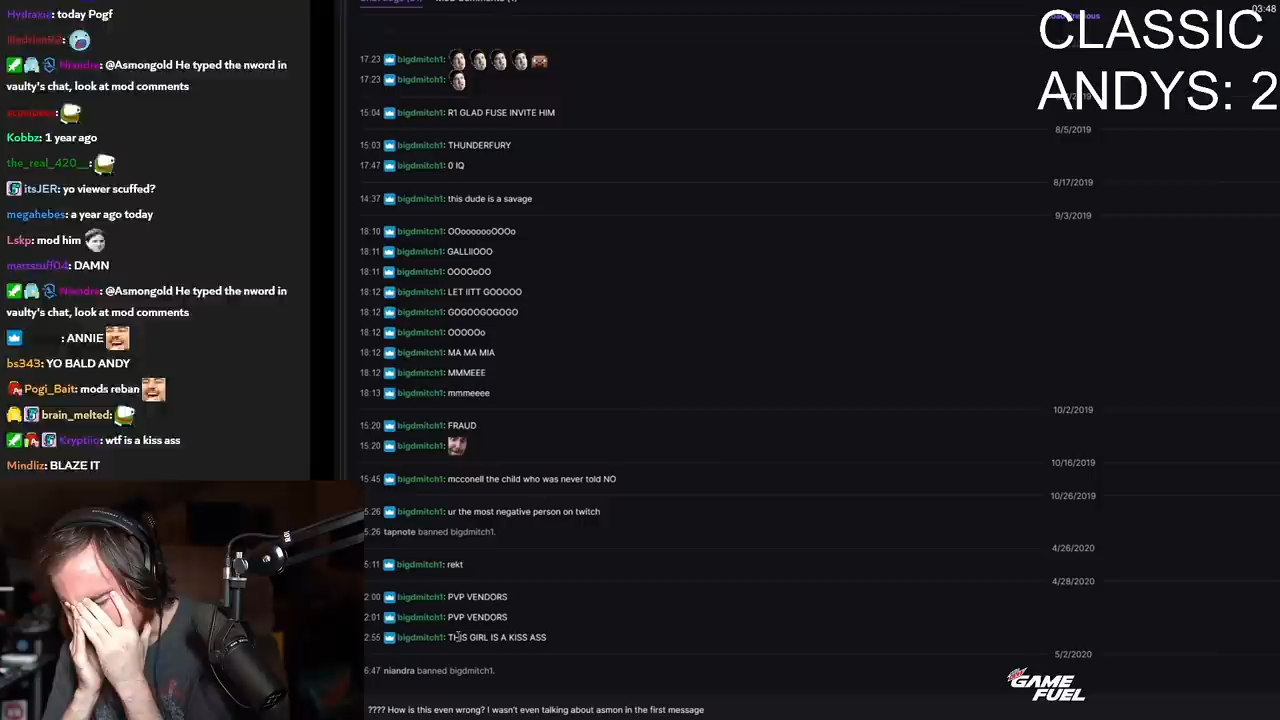 Hydraxia: today Pogf
Niandra: @Asmongold He typed the nword in
vaulty's chat, look at mod comments
Kobbz: 1 year ago
the_real_420__:
itsJER: yo viewer scuffed?
megahebes: a year ago today
Lskp: mod him
marzstuff04: DAMN
Niandra: @Asmongold He typed the nword in
vaulty's chat, look at mod comments
: ANNIE
bs343: YO BALD ANDY
Pogi_Bait: mods reban
brain_melted:
Kryptiio: wtf is a kiss ass
Mindliz: BLAZE IT
03:48
CLASSIC
ANDYS: 2
17:23 bigdmitch1:
17:23 bigdmitch1:
15:04 bigdmitch1: R1 GLAD FUSE INVITE HIM
8/5/2019
15:03 bigdmitch1: THUNDERFURY
17:47 bigdmitch1: 0 IQ
8/17/2019
14:37 bigdmitch1: this dude is a savage
9/3/2019
18:10 bigdmitch1: OOooooooOOOo
18:11 bigdmitch1: GALLIIOOO
18:11 bigdmitch1: OOOOoOO
18:12 bigdmitch1: LET IITT GOOOOO
18:12 bigdmitch1: GOGOOGOGOGO
18:12 bigdmitch1: OOOOOo
18:12 bigdmitch1: MA MA MIA
18:12 bigdmitch1: MMMEEE
18:13 bigdmitch1: mmmeeee
10/2/2019
15:20 bigdmitch1: FRAUD
15:20 bigdmitch1:
10/16/2019
15:45 bigdmitch1: mcconell the child who was never told NO
10/26/2019
5:26 bigdmitch1: ur the most negative person on twitch
5:26 tapnote banned bigdmitch1.
4/26/2020
5:11 bigdmitch1: rekt
4/28/2020
2:00 bigdmitch1: PVP VENDORS
2:01 bigdmitch1: PVP VENDORS
2:55 bigdmitch1: THIS GIRL IS A KISS ASS
5/2/2020
6:47 niandra banned bigdmitch1.
GAME
FUEL
???? How is this even wrong? I wasn't even talking about asmon in the first message